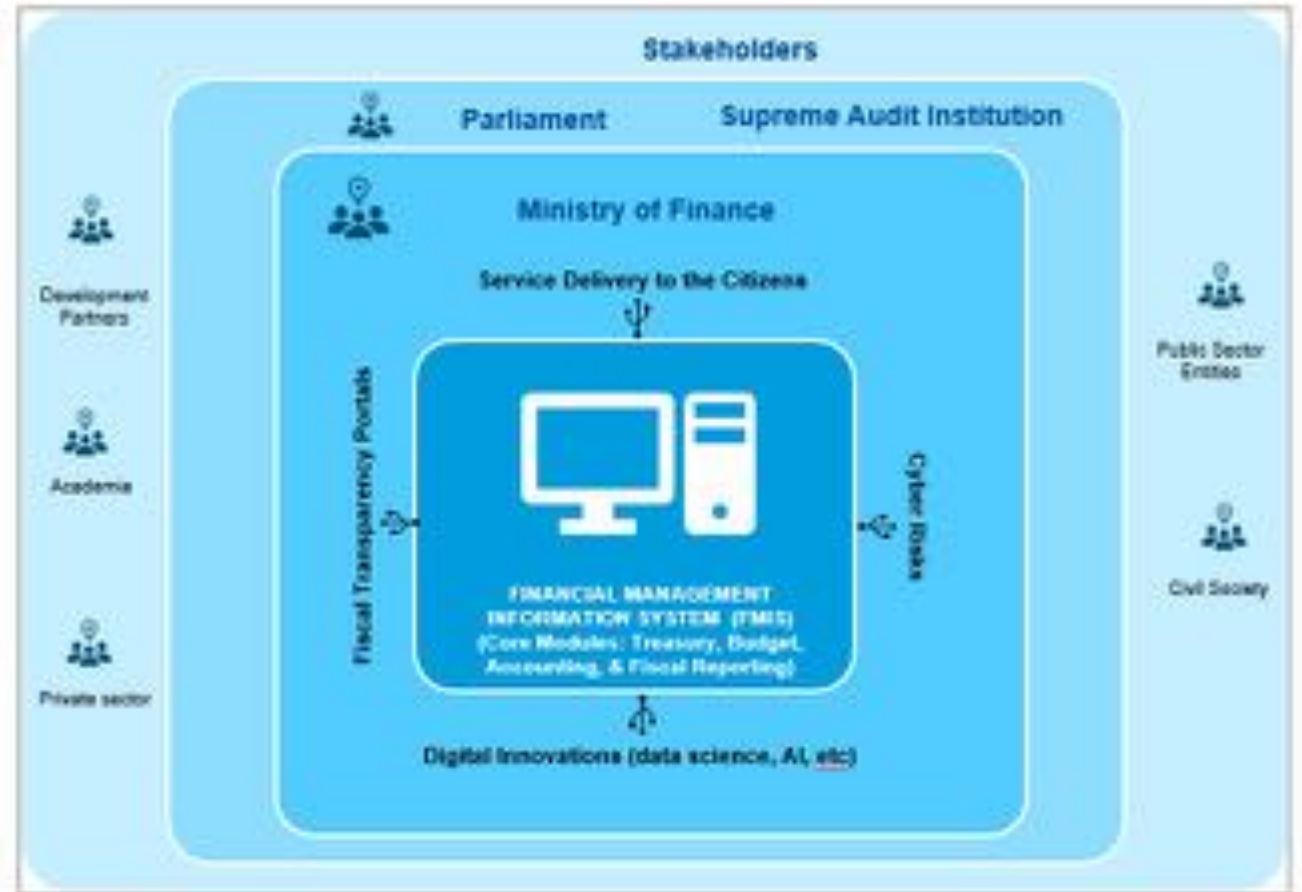 Stakeholders
Parliament
Supreme Audit Institution
Ministry of Finance
Service Delivery to the Citizens
Development
Partners
Academia
Private sector
Fiscal Transparency Portals
FINANCIAL MANAGEMENT
INFORMATION SYSTEM (FMIS)
(Core Modules: Treasury, Budget,
Accounting, & Fiscal Reporting)
Cyber Risks
Digital Innovations (data science, AI, etc)
Public Sector
Entities
Civil Society